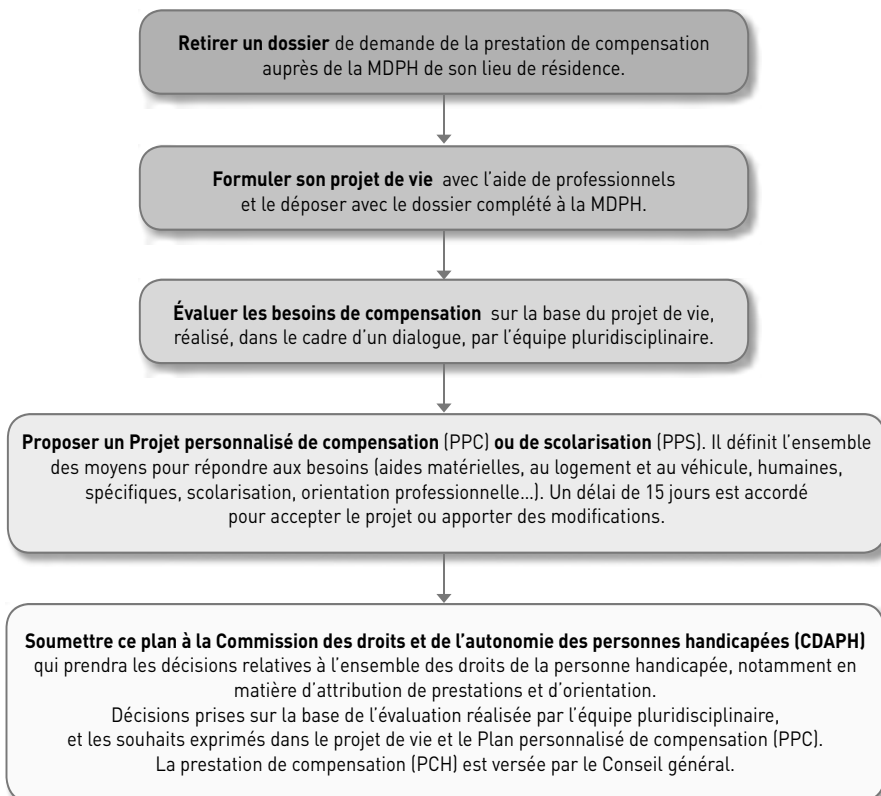 Retirer un dossier de demande de la prestation de compensation
auprès de la MDPH de son lieu de résidence.
Formuler son projet de vie avec l'aide de professionnels
et le déposer avec le dossier complété à la MDPH.
Évaluer les besoins de compensation sur la base du projet de vie,
réalisé, dans le cadre d'un dialogue, par l'équipe pluridisciplinaire.
Proposer un Projet personnalisé de compensation (PPC) ou de scolarisation (PPS). Il définit l'ensemble
des moyens pour répondre aux besoins (aides matérielles, au logement et au véhicule, humaines,
spécifiques, scolarisation, orientation professionnelle...). Un délai de 15 jours est accordé
pour accepter le projet ou apporter des modifications.
Soumettre ce plan à la Commission des droits et de l'autonomie des personnes handicapées (CDAPH)
qui prendra les décisions relatives à l'ensemble des droits de la personne handicapée, notamment en
matière d'attribution de prestations et d'orientation.
Décisions prises sur la base de l'évaluation réalisée par l'équipe pluridisciplinaire,
et les souhaits exprimés dans le projet de vie et le Plan personnalisé de compensation (PPC).
La prestation de compensation (PCH) est versée par le Conseil général.